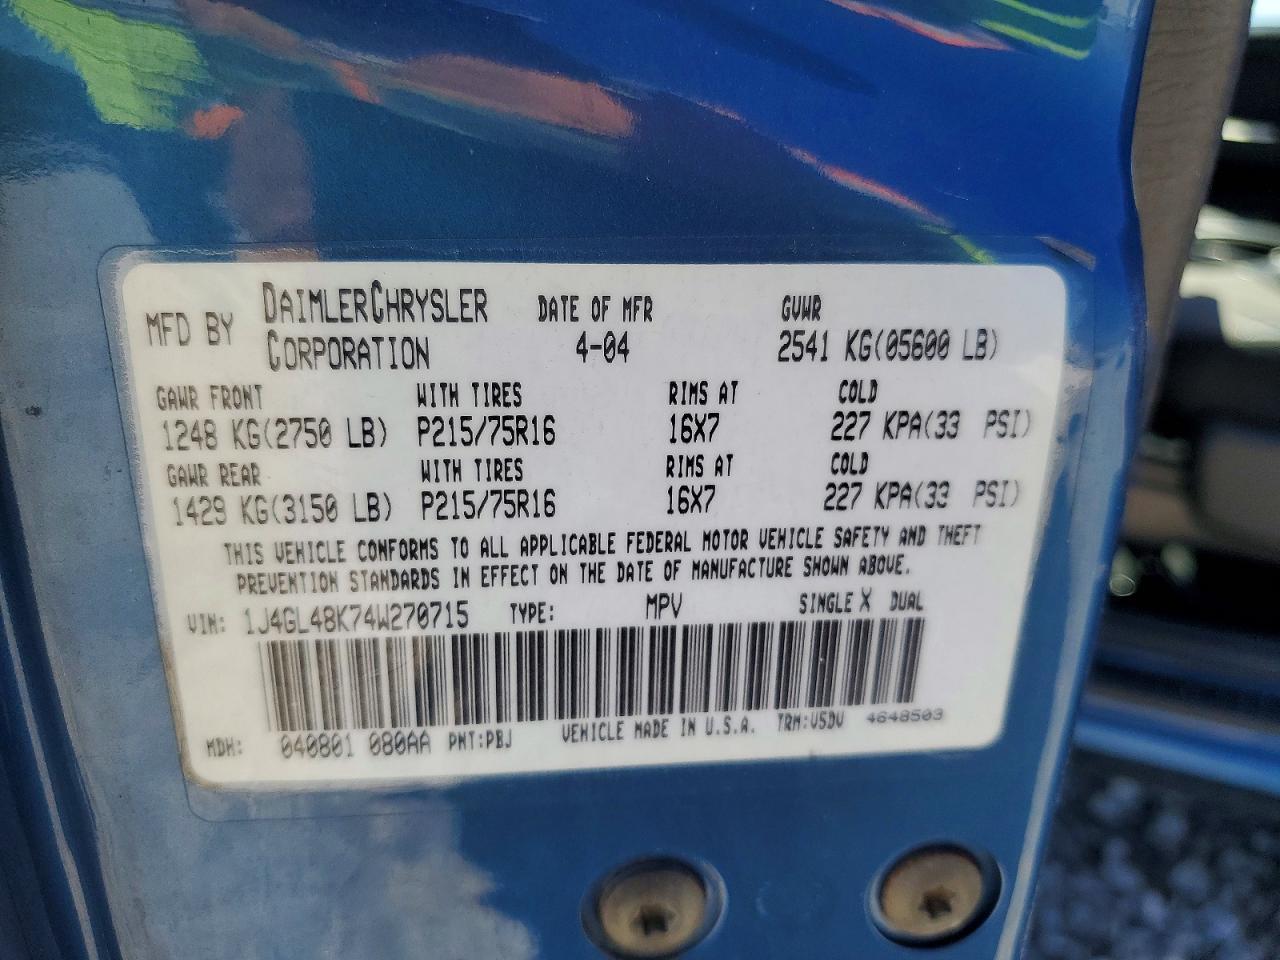 MFD BY DAIMLERCHRYSLER CORPORATION DATE OF MFR 4-04 GVWR 2541 KG(05600 LB)
GAWR FRONT WITH TIRES RIMS AT COLD
1248 KG(2750 LB) P215/75R16 16X7 227 KPA(33 PSI)
GAWR REAR WITH TIRES RIMS AT COLD
1429 KG(3150 LB) P215/75R16 16X7 227 KPA(33 PSI)
THIS VEHICLE CONFORMS TO ALL APPLICABLE FEDERAL MOTOR VEHICLE SAFETY AND THEFT
PREVENTION STANDARDS IN EFFECT ON THE DATE OF MANUFACTURE SHOWN ABOVE.
VIN: 1J4GL48K74W270715 TYPE: MPV SINGLE X DUAL
MDH: 040801 080AA PNT:PBJ VEHICLE MADE IN U.S.A. TRM:V5DV 4648503